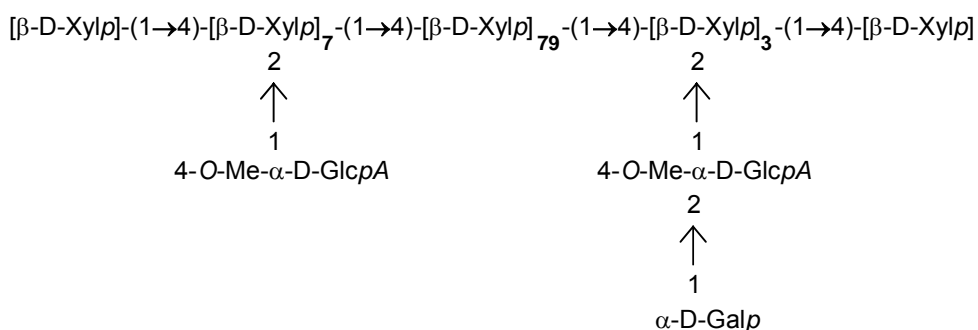 [β-D-Xylp]-(1→4)-[β-D-Xylp]7-(1→4)-[β-D-Xylp]79-(1→4)-[β-D-Xylp]3-(1→4)-[β-D-Xylp]
2 2
1 1
4-O-Me-α-D-GlcpA 4-O-Me-α-D-GlcpA
2
1
α-D-Galp